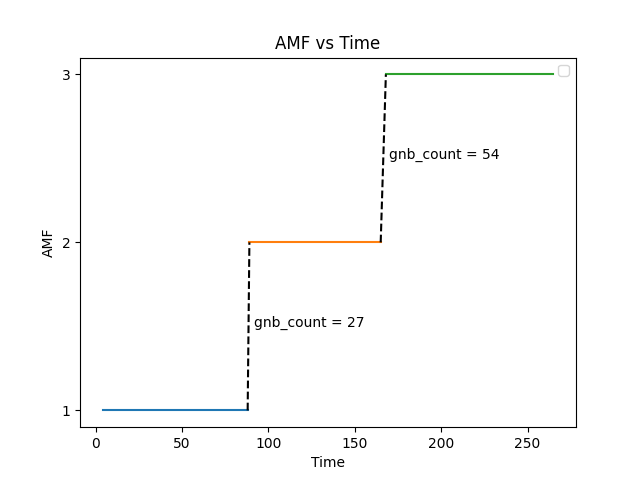 AMF vs Time
3
gnb_count = 54
2
AMF
gnb_count = 27
1
0 50 100 150 200 250
Time